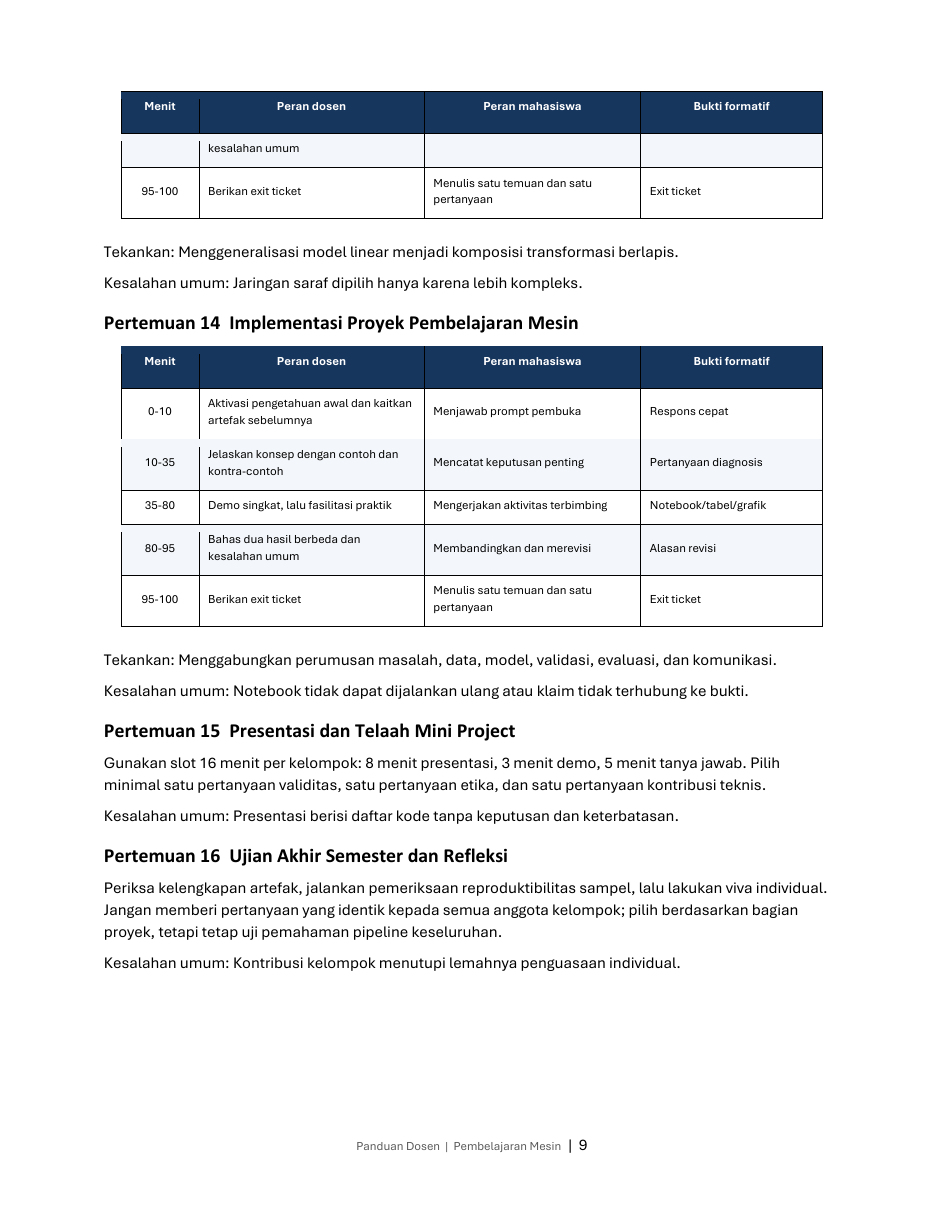 Menit Peran dosen Peran mahasiswa Bukti formatif
kesalahan umum
95-100 Berikan exit ticket Menulis satu temuan dan satu pertanyaan Exit ticket
Tekankan: Menggeneralisasi model linear menjadi komposisi transformasi berlapis.
Kesalahan umum: Jaringan saraf dipilih hanya karena lebih kompleks.
Pertemuan 14 Implementasi Proyek Pembelajaran Mesin
Menit Peran dosen Peran mahasiswa Bukti formatif
0-10 Aktivasi pengetahuan awal dan kaitkan artefak sebelumnya Menjawab prompt pembuka Respons cepat
10-35 Jelaskan konsep dengan contoh dan kontra-contoh Mencatat keputusan penting Pertanyaan diagnosis
35-80 Demo singkat, lalu fasilitasi praktik Mengerjakan aktivitas terbimbing Notebook/tabel/grafik
80-95 Bahas dua hasil berbeda dan kesalahan umum Membandingkan dan merevisi Alasan revisi
95-100 Berikan exit ticket Menulis satu temuan dan satu pertanyaan Exit ticket
Tekankan: Menggabungkan perumusan masalah, data, model, validasi, evaluasi, dan komunikasi.
Kesalahan umum: Notebook tidak dapat dijalankan ulang atau klaim tidak terhubung ke bukti.
Pertemuan 15 Presentasi dan Telaah Mini Project
Gunakan slot 16 menit per kelompok: 8 menit presentasi, 3 menit demo, 5 menit tanya jawab. Pilih
minimal satu pertanyaan validitas, satu pertanyaan etika, dan satu pertanyaan kontribusi teknis.
Kesalahan umum: Presentasi berisi daftar kode tanpa keputusan dan keterbatasan.
Pertemuan 16 Ujian Akhir Semester dan Refleksi
Periksa kelengkapan artefak, jalankan pemeriksaan reproduktibilitas sampel, lalu lakukan viva individual.
Jangan memberi pertanyaan yang identik kepada semua anggota kelompok; pilih berdasarkan bagian
proyek, tetapi tetap uji pemahaman pipeline keseluruhan.
Kesalahan umum: Kontribusi kelompok menutupi lemahnya penguasaan individual.
Panduan Dosen | Pembelajaran Mesin | 9